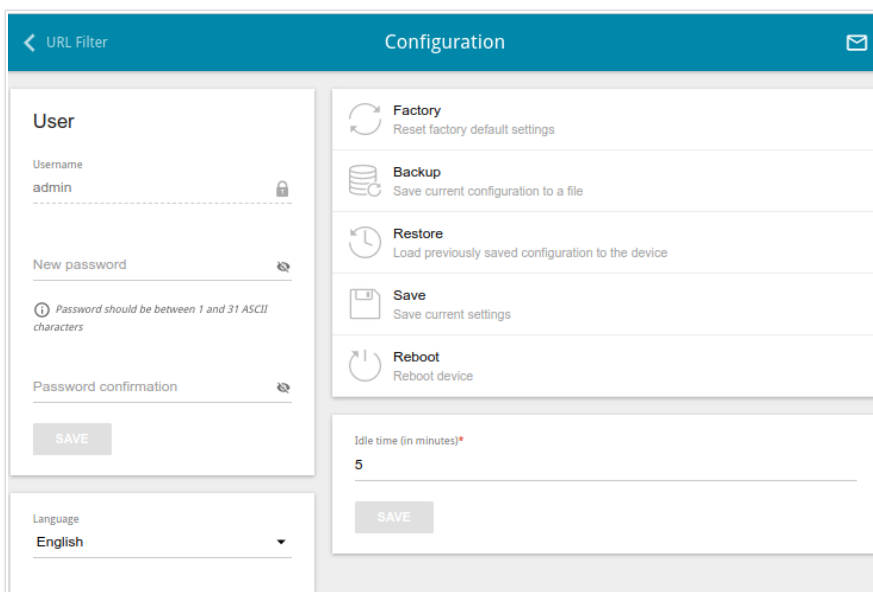 URL Filter
Configuration
User
Username
admin
New password
Password should be between 1 and 31 ASCII
characters
Password confirmation
SAVE
Language
English
Factory
Reset factory default settings
Backup
Save current configuration to a file
Restore
Load previously saved configuration to the device
Save
Save current settings
Reboot
Reboot device
Idle time (in minutes)*
5
SAVE